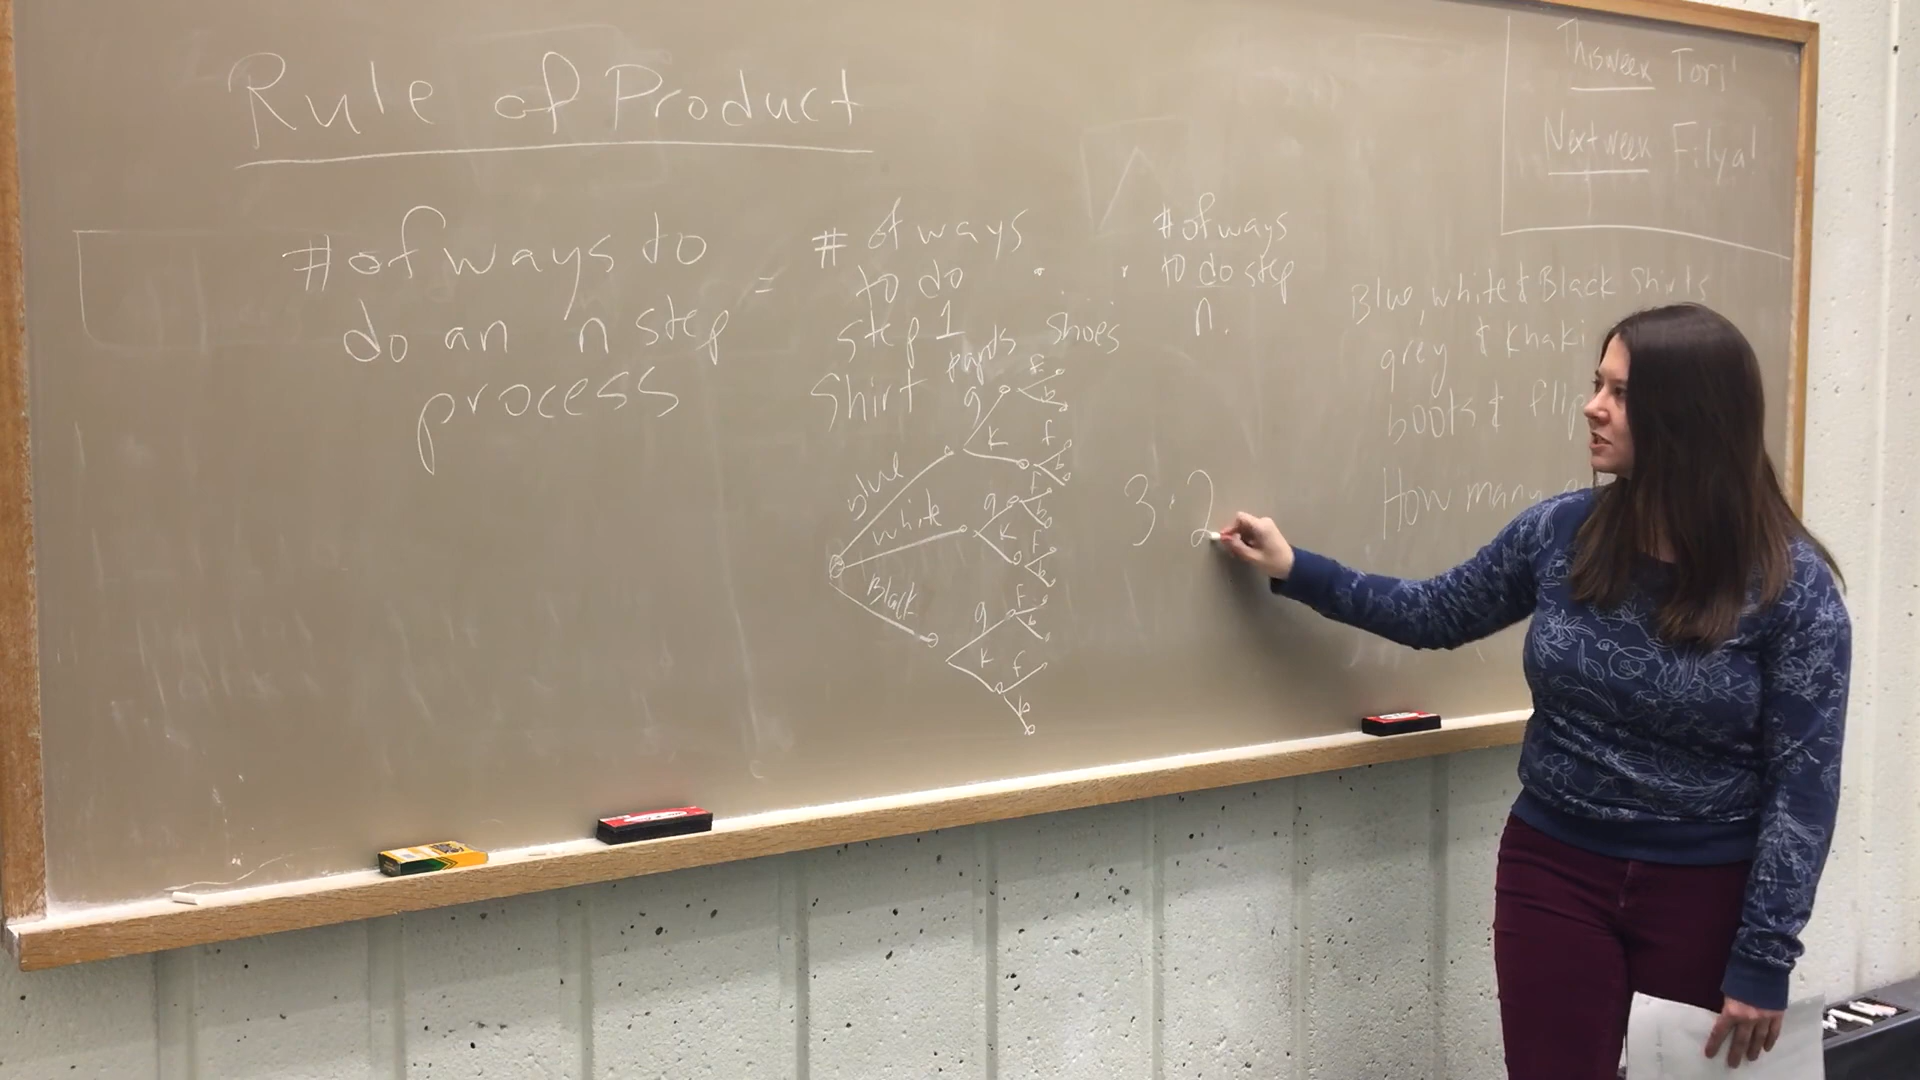 Rule of Product
This week Tori!
Next week Filya!
# of ways to
do an n step
process
=
# of ways
to do
step 1
. .
# of ways
to do step
n.
Blue, white & Black Shirts
grey & khaki
boots & flip
How many
Shirt pants shoes
blue
white
Black
g
k
g
k
g
k
f
b
f
b
f
b
f
b
f
b
f
b
3 · 2